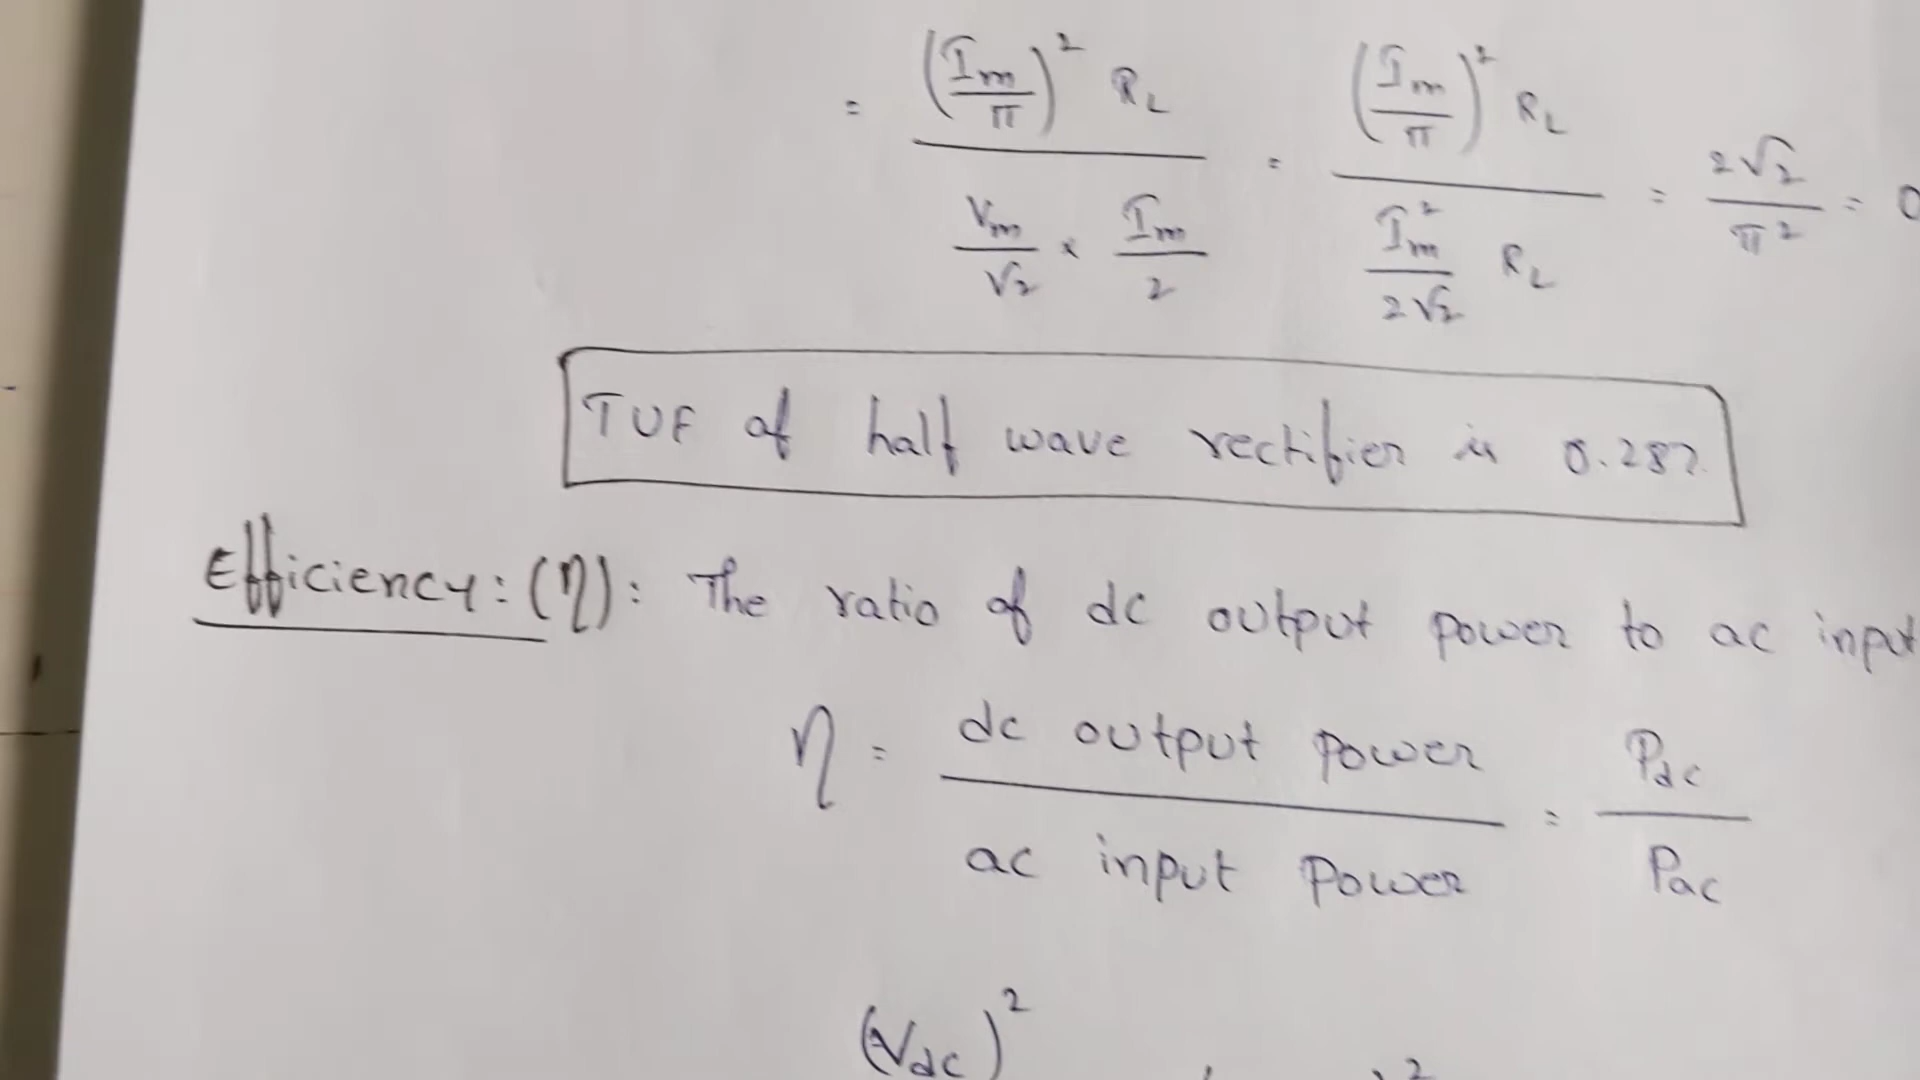 = (Im/π)² RL / (Vm/√2 × Im/2) = (Im/π)² RL / (Im²/2√2 RL) = 2√2/π² = 0
TUF of half wave rectifier is 0.287
Efficiency: (η): The ratio of dc output power to ac input
η = dc output power / ac input power = Pdc / Pac
(Vdc)²
2